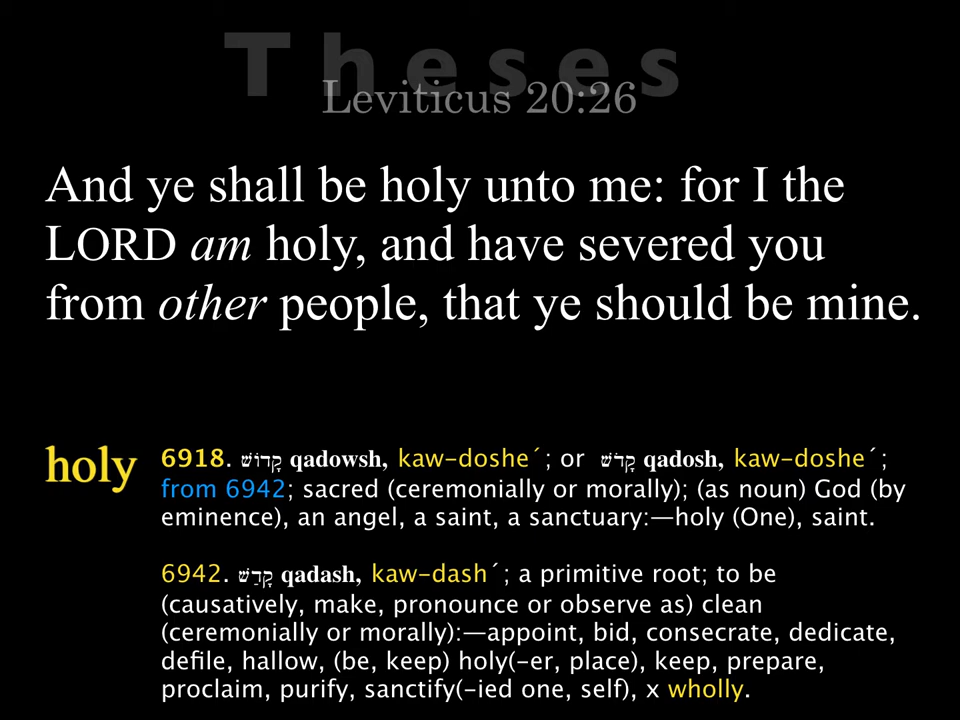 Theses
Leviticus 20:26
And ye shall be holy unto me: for I the
LORD am holy, and have severed you
from other people, that ye should be mine.
holy
6918. קָדוֹשׁ qadowsh, kaw-doshe´; or קָדֹשׁ qadosh, kaw-doshe´;
from 6942; sacred (ceremonially or morally); (as noun) God (by
eminence), an angel, a saint, a sanctuary:—holy (One), saint.
6942. קָדַשׁ qadash, kaw-dash´; a primitive root; to be
(causatively, make, pronounce or observe as) clean
(ceremonially or morally):—appoint, bid, consecrate, dedicate,
defile, hallow, (be, keep) holy(-er, place), keep, prepare,
proclaim, purify, sanctify(-ied one, self), x wholly.